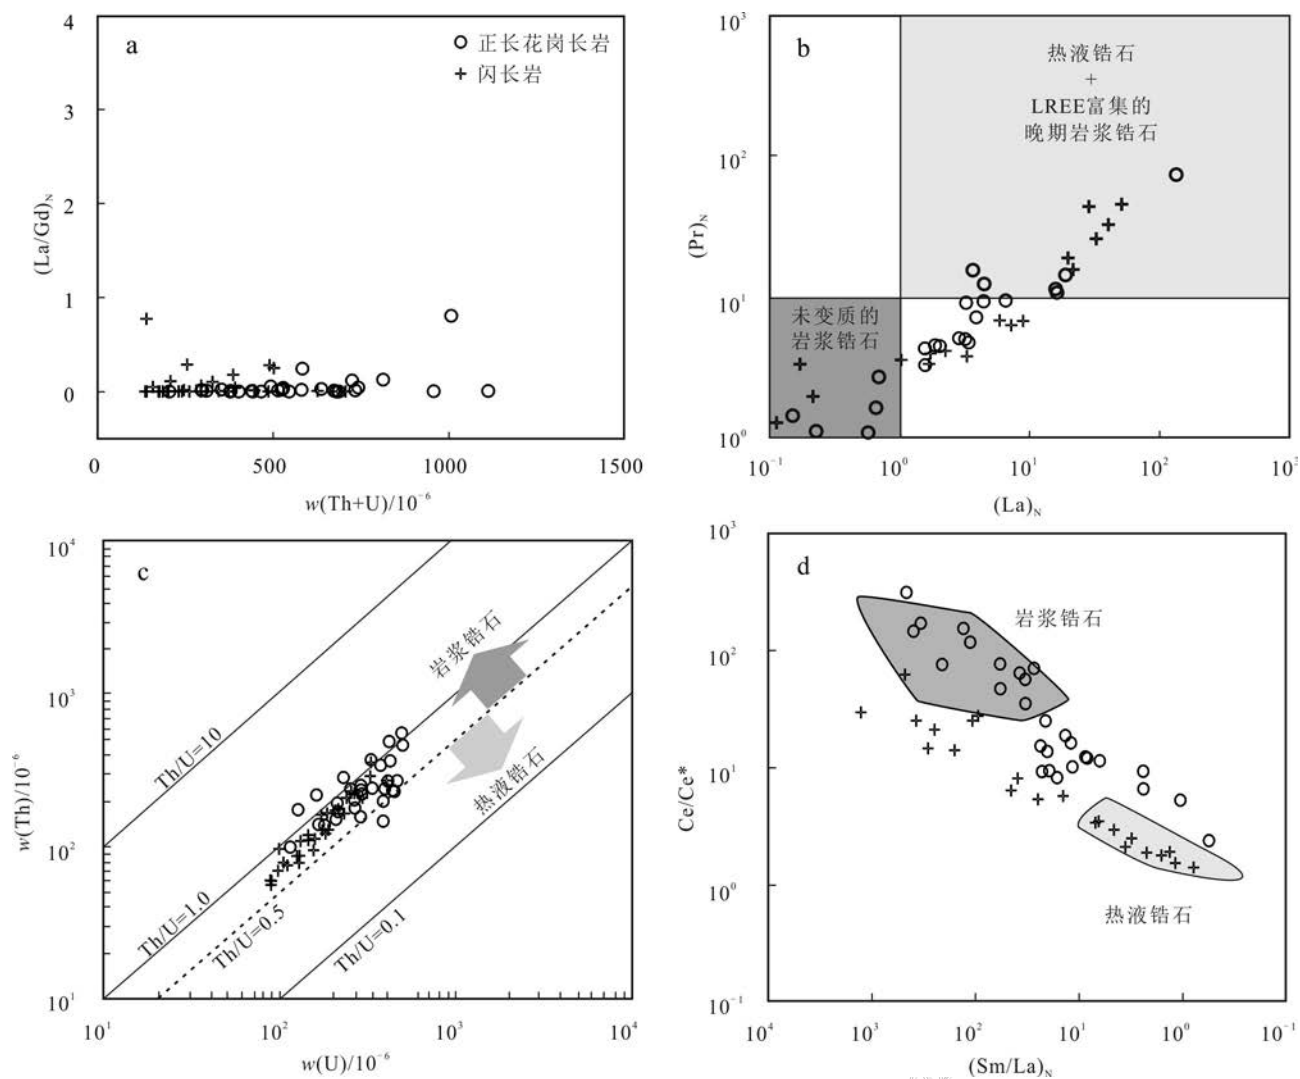 a
正长花岗长岩
闪长岩
4
3
2
1
0
(La/Gd)N
0
500
1000
1500
w(Th+U)/10⁻⁶
b
热液锆石
+
LREE富集的
晚期岩浆锆石
未变质的
岩浆锆石
10³
10²
10¹
10⁰
(Pr)N
10⁻¹
10⁰
10¹
10²
10³
(La)N
c
岩浆锆石
热液锆石
Th/U=10
Th/U=1.0
Th/U=0.5
Th/U=0.1
10⁴
10³
10²
10¹
w(Th)/10⁻⁶
10¹
10²
10³
10⁴
w(U)/10⁻⁶
d
岩浆锆石
热液锆石
10³
10²
10¹
10⁰
10⁻¹
Ce/Ce*
10⁴
10³
10²
10¹
10⁰
10⁻¹
(Sm/La)N